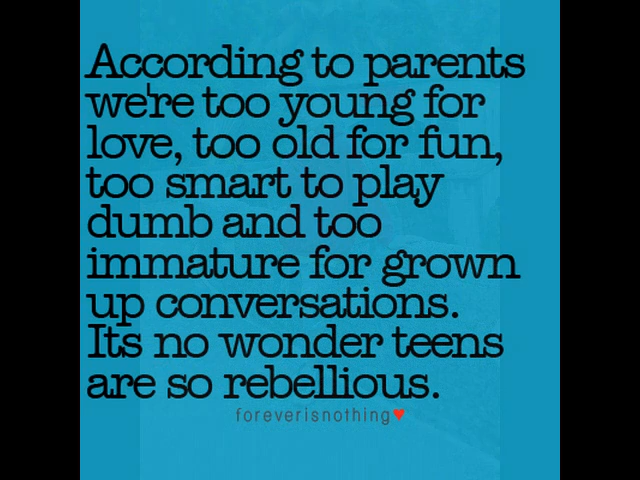 According to parents
we're too young for
love, too old for fun,
too smart to play
dumb and too
immature for grown
up conversations.
Its no wonder teens
are so rebellious.
foreverisnothing♥